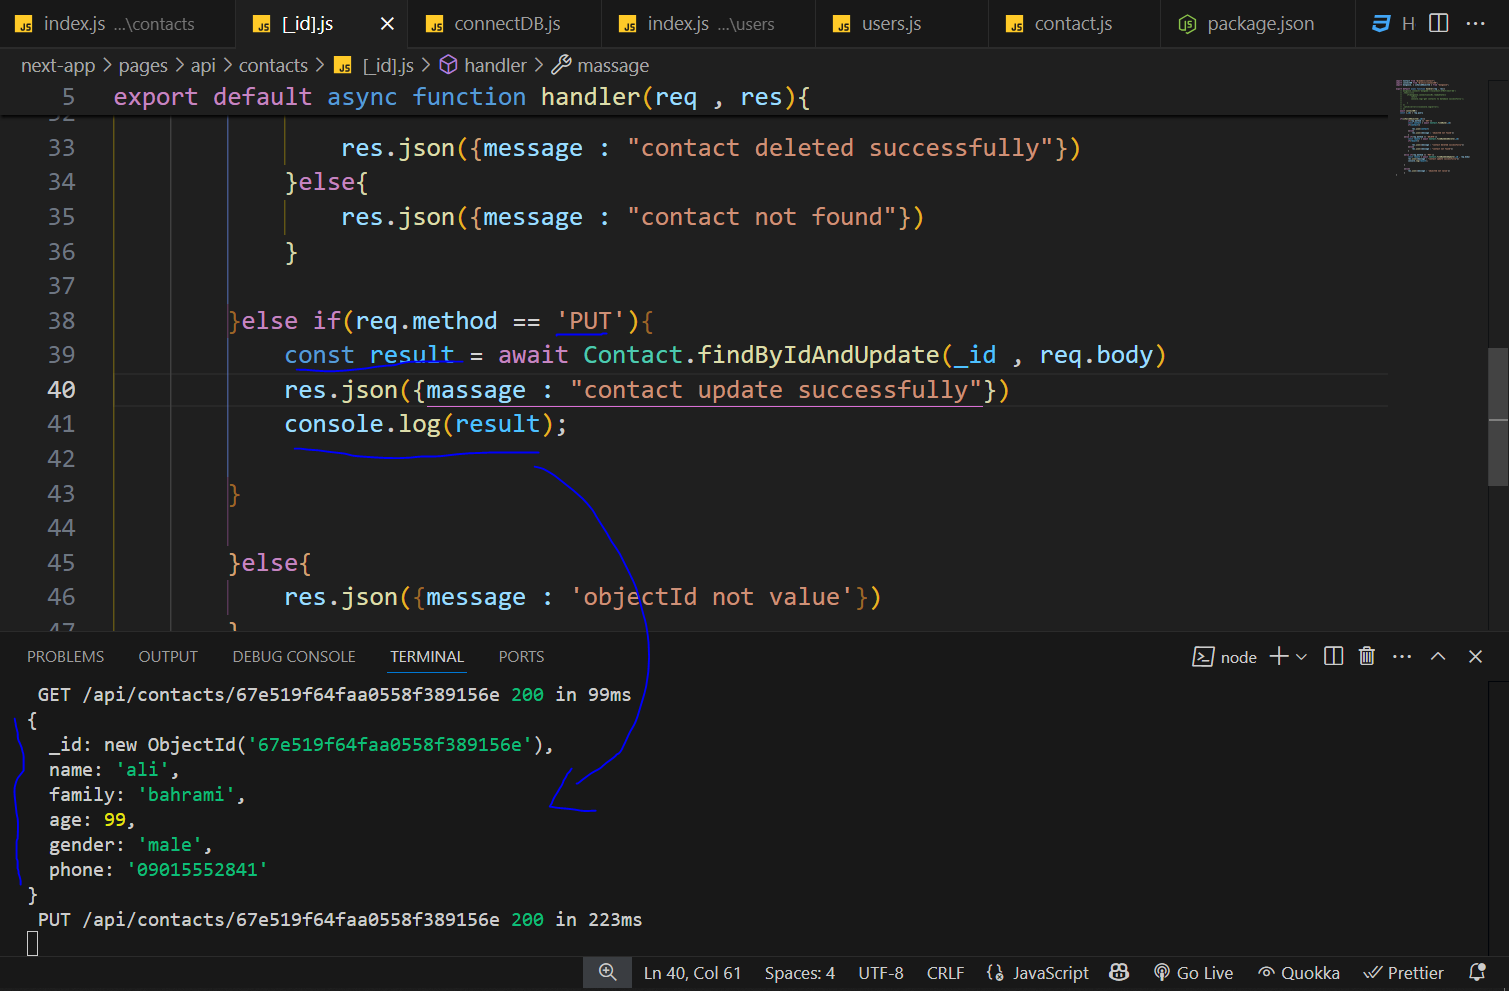 JS index.js ...\contacts JS [_id].js JS connectDB.js JS index.js ...\users JS users.js JS contact.js package.json H
next-app > pages > api > contacts > JS [_id].js > handler > massage
5 export default async function handler(req , res){
33 res.json({message : "contact deleted successfully"})
34 }else{
35 res.json({message : "contact not found"})
36 }
37
38 }else if(req.method == 'PUT'){
39 const result = await Contact.findByIdAndUpdate(_id , req.body)
40 res.json({massage : "contact update successfully"})
41 console.log(result);
42
43 }
44
45 }else{
46 res.json({message : 'objectId not value'})
47 }
PROBLEMS OUTPUT DEBUG CONSOLE TERMINAL PORTS node
GET /api/contacts/67e519f64faa0558f389156e 200 in 99ms
{
_id: new ObjectId('67e519f64faa0558f389156e'),
name: 'ali',
family: 'bahrami',
age: 99,
gender: 'male',
phone: '09015552841'
}
PUT /api/contacts/67e519f64faa0558f389156e 200 in 223ms
Ln 40, Col 61 Spaces: 4 UTF-8 CRLF JavaScript Go Live Quokka Prettier